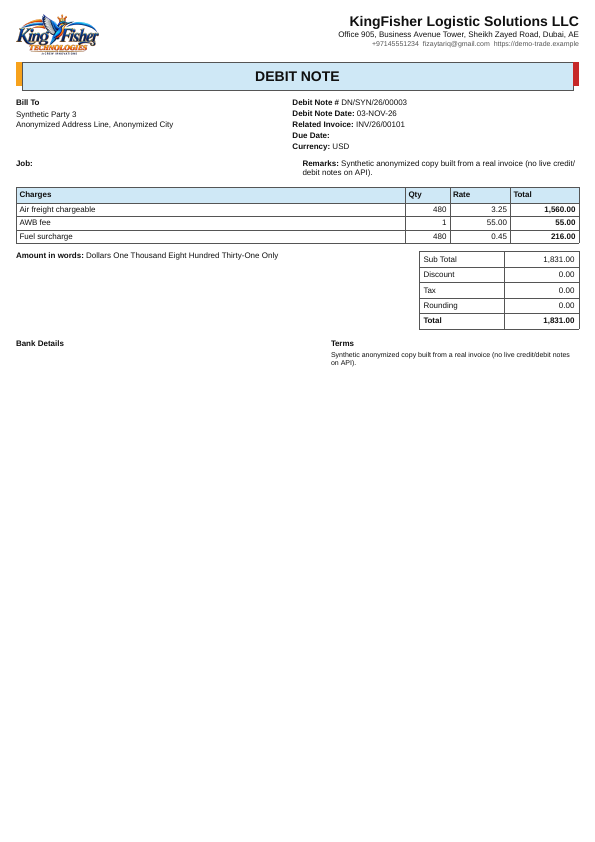 King Fisher
TECHNOLOGIES
KingFisher Logistic Solutions LLC
Office 905, Business Avenue Tower, Sheikh Zayed Road, Dubai, AE
+97145551234 fizaytariq@gmail.com https://demo-trade.example
DEBIT NOTE
Bill To
Synthetic Party 3
Anonymized Address Line, Anonymized City
Debit Note # DN/SYN/26/00003
Debit Note Date: 03-NOV-26
Related Invoice: INV/26/00101
Due Date:
Currency: USD
Job:
Remarks: Synthetic anonymized copy built from a real invoice (no live credit/
debit notes on API).
Charges Qty Rate Total
Air freight chargeable 480 3.25 1,560.00
AWB fee 1 55.00 55.00
Fuel surcharge 480 0.45 216.00
Amount in words: Dollars One Thousand Eight Hundred Thirty-One Only
Sub Total 1,831.00
Discount 0.00
Tax 0.00
Rounding 0.00
Total 1,831.00
Bank Details
Terms
Synthetic anonymized copy built from a real invoice (no live credit/debit notes
on API).